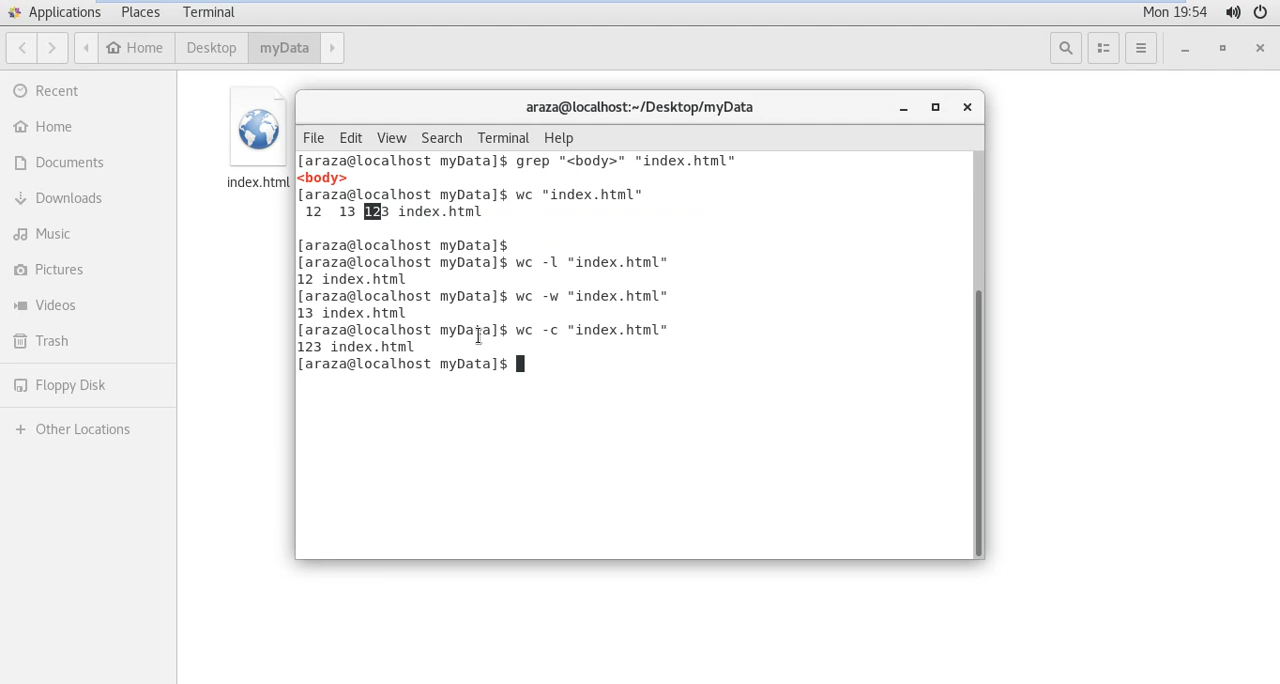 Applications Places Terminal Mon 19:54
Home Desktop myData
Recent
Home
Documents
Downloads
Music
Pictures
Videos
Trash
Floppy Disk
Other Locations
index.html
araza@localhost:~/Desktop/myData
File Edit View Search Terminal Help
[araza@localhost myData]$ grep "<body>" "index.html"
<body>
[araza@localhost myData]$ wc "index.html"
 12  13 123 index.html
[araza@localhost myData]$
[araza@localhost myData]$ wc -l "index.html"
12 index.html
[araza@localhost myData]$ wc -w "index.html"
13 index.html
[araza@localhost myData]$ wc -c "index.html"
123 index.html
[araza@localhost myData]$